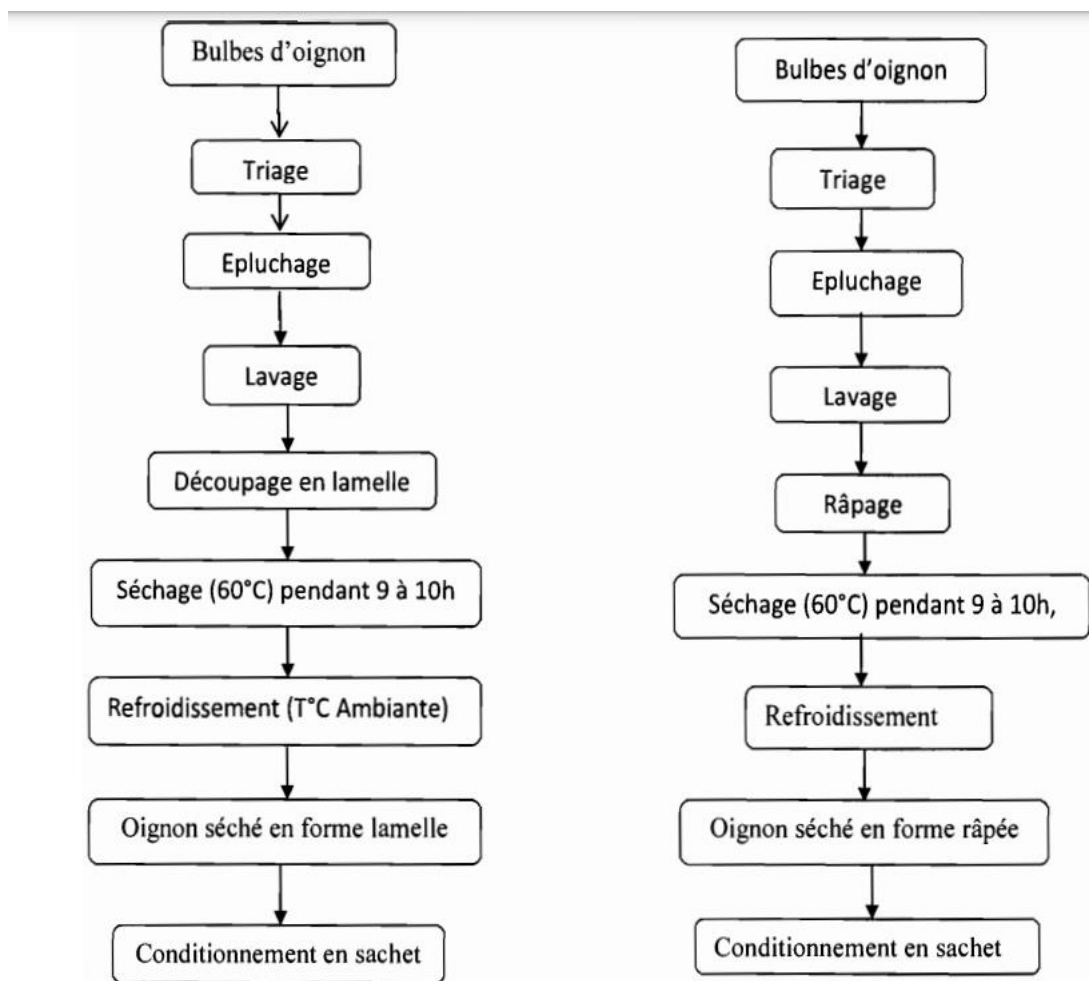 Bulbes d'oignon
Triage
Epluchage
Lavage
Découpage en lamelle
Séchage (60°C) pendant 9 à 10h
Refroidissement (T°C Ambiante)
Oignon séché en forme lamelle
Conditionnement en sachet
Bulbes d'oignon
Triage
Epluchage
Lavage
Râpage
Séchage (60°C) pendant 9 à 10h,
Refroidissement
Oignon séché en forme râpée
Conditionnement en sachet